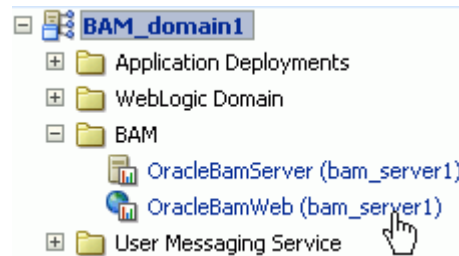 BAM_domain1
Application Deployments
WebLogic Domain
BAM
OracleBamServer (bam_server1)
OracleBamWeb (bam_server1)
User Messaging Service